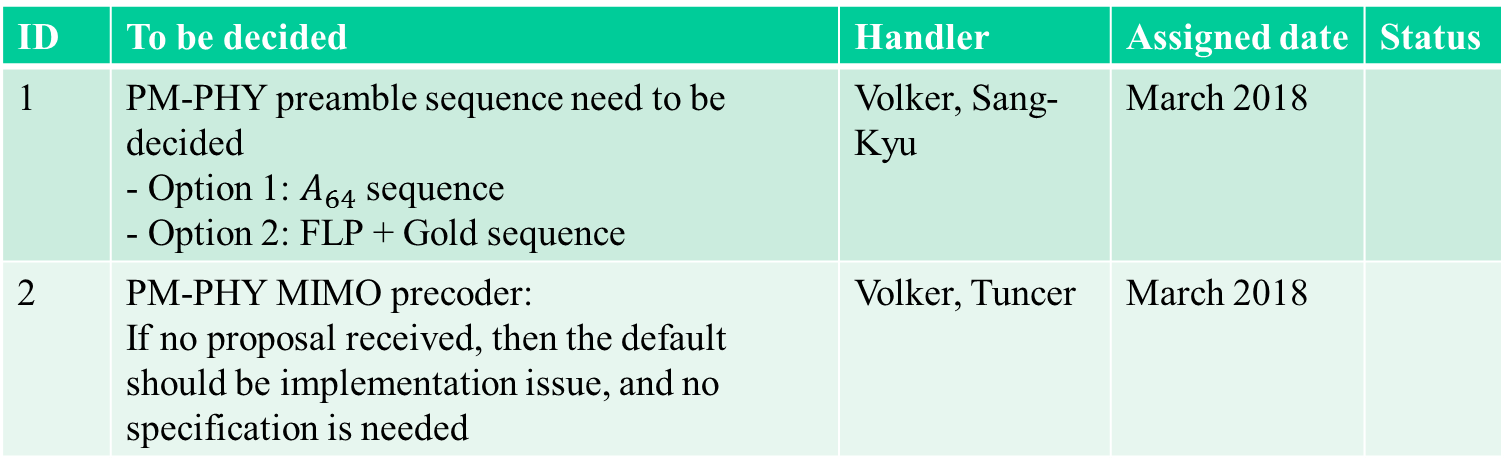 ID To be decided Handler Assigned date Status
1 PM-PHY preamble sequence need to be Volker, Sang- March 2018
decided Kyu
- Option 1: A₆₄ sequence
- Option 2: FLP + Gold sequence
2 PM-PHY MIMO precoder: Volker, Tuncer March 2018
If no proposal received, then the default
should be implementation issue, and no
specification is needed